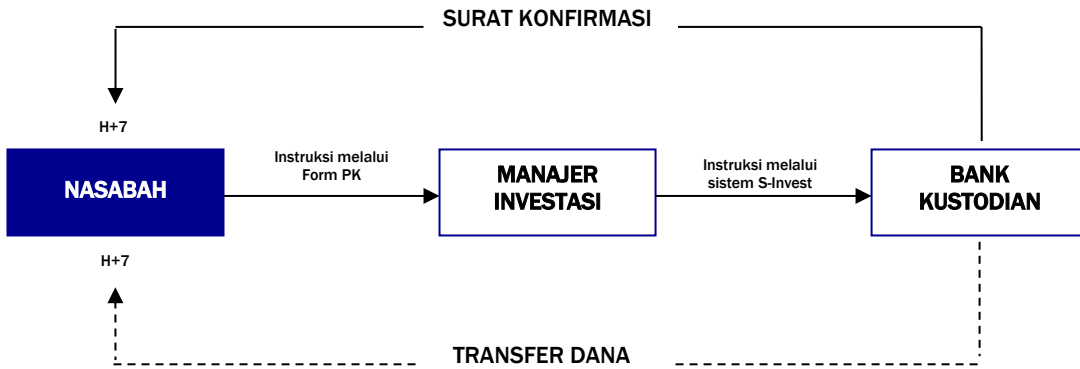 SURAT KONFIRMASI
H+7
NASABAH
Instruksi melalui
Form PK
MANAJER
INVESTASI
Instruksi melalui
sistem S-Invest
BANK
KUSTODIAN
H+7
TRANSFER DANA